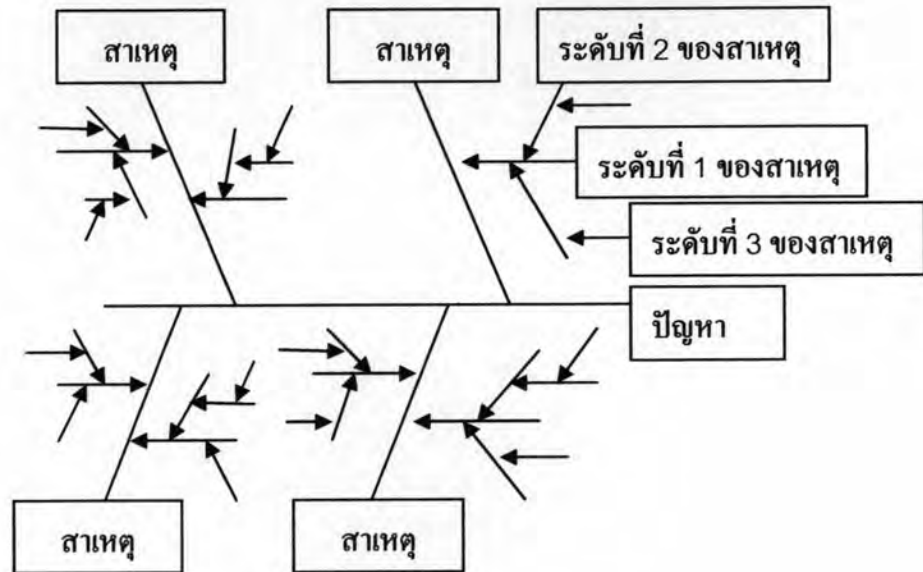 สาเหตุ
สาเหตุ
ระดับที่ 2 ของสาเหตุ
ระดับที่ 1 ของสาเหตุ
ระดับที่ 3 ของสาเหตุ
ปัญหา
สาเหตุ
สาเหตุ